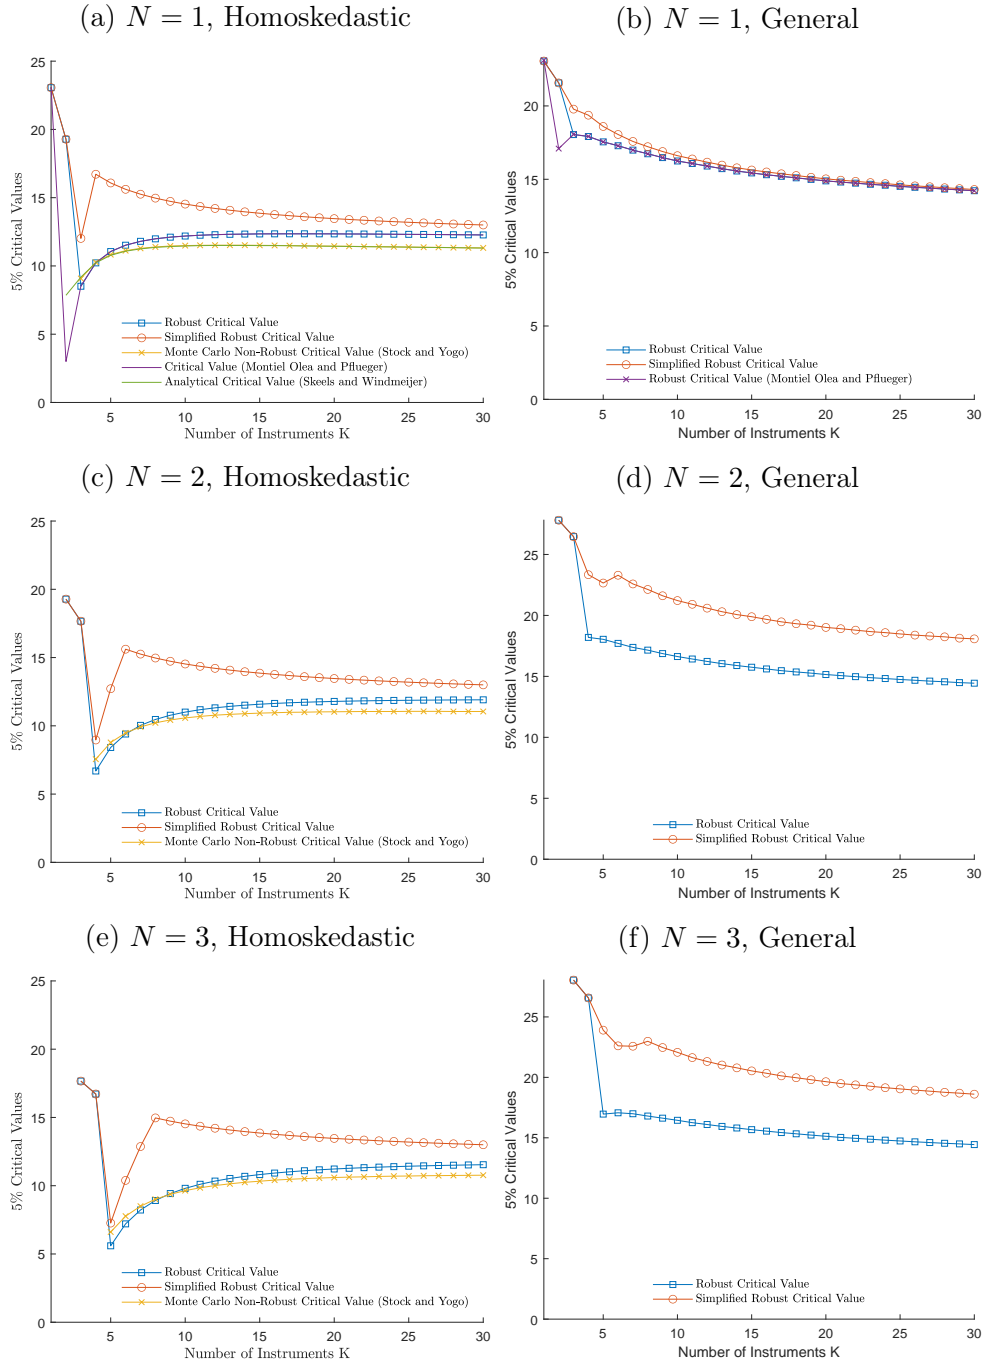 (a) N = 1, Homoskedastic
25
20
15
10
5
0
5% Critical Values
Robust Critical Value
Simplified Robust Critical Value
Monte Carlo Non-Robust Critical Value (Stock and Yogo)
Critical Value (Montiel Olea and Pflueger)
Analytical Critical Value (Skeels and Windmeijer)
5 10 15 20 25 30
Number of Instruments K
(b) N = 1, General
20
15
10
5
0
5% Critical Values
Robust Critical Value
Simplified Robust Critical Value
Robust Critical Value (Montiel Olea and Pflueger)
5 10 15 20 25 30
Number of Instruments K
(c) N = 2, Homoskedastic
25
20
15
10
5
0
5% Critical Values
Robust Critical Value
Simplified Robust Critical Value
Monte Carlo Non-Robust Critical Value (Stock and Yogo)
5 10 15 20 25 30
Number of Instruments K
(d) N = 2, General
25
20
15
10
5
0
5% Critical Values
Robust Critical Value
Simplified Robust Critical Value
5 10 15 20 25 30
Number of Instruments K
(e) N = 3, Homoskedastic
25
20
15
10
5
0
5% Critical Values
Robust Critical Value
Simplified Robust Critical Value
Monte Carlo Non-Robust Critical Value (Stock and Yogo)
5 10 15 20 25 30
Number of Instruments K
(f) N = 3, General
25
20
15
10
5
0
5% Critical Values
Robust Critical Value
Simplified Robust Critical Value
5 10 15 20 25 30
Number of Instruments K